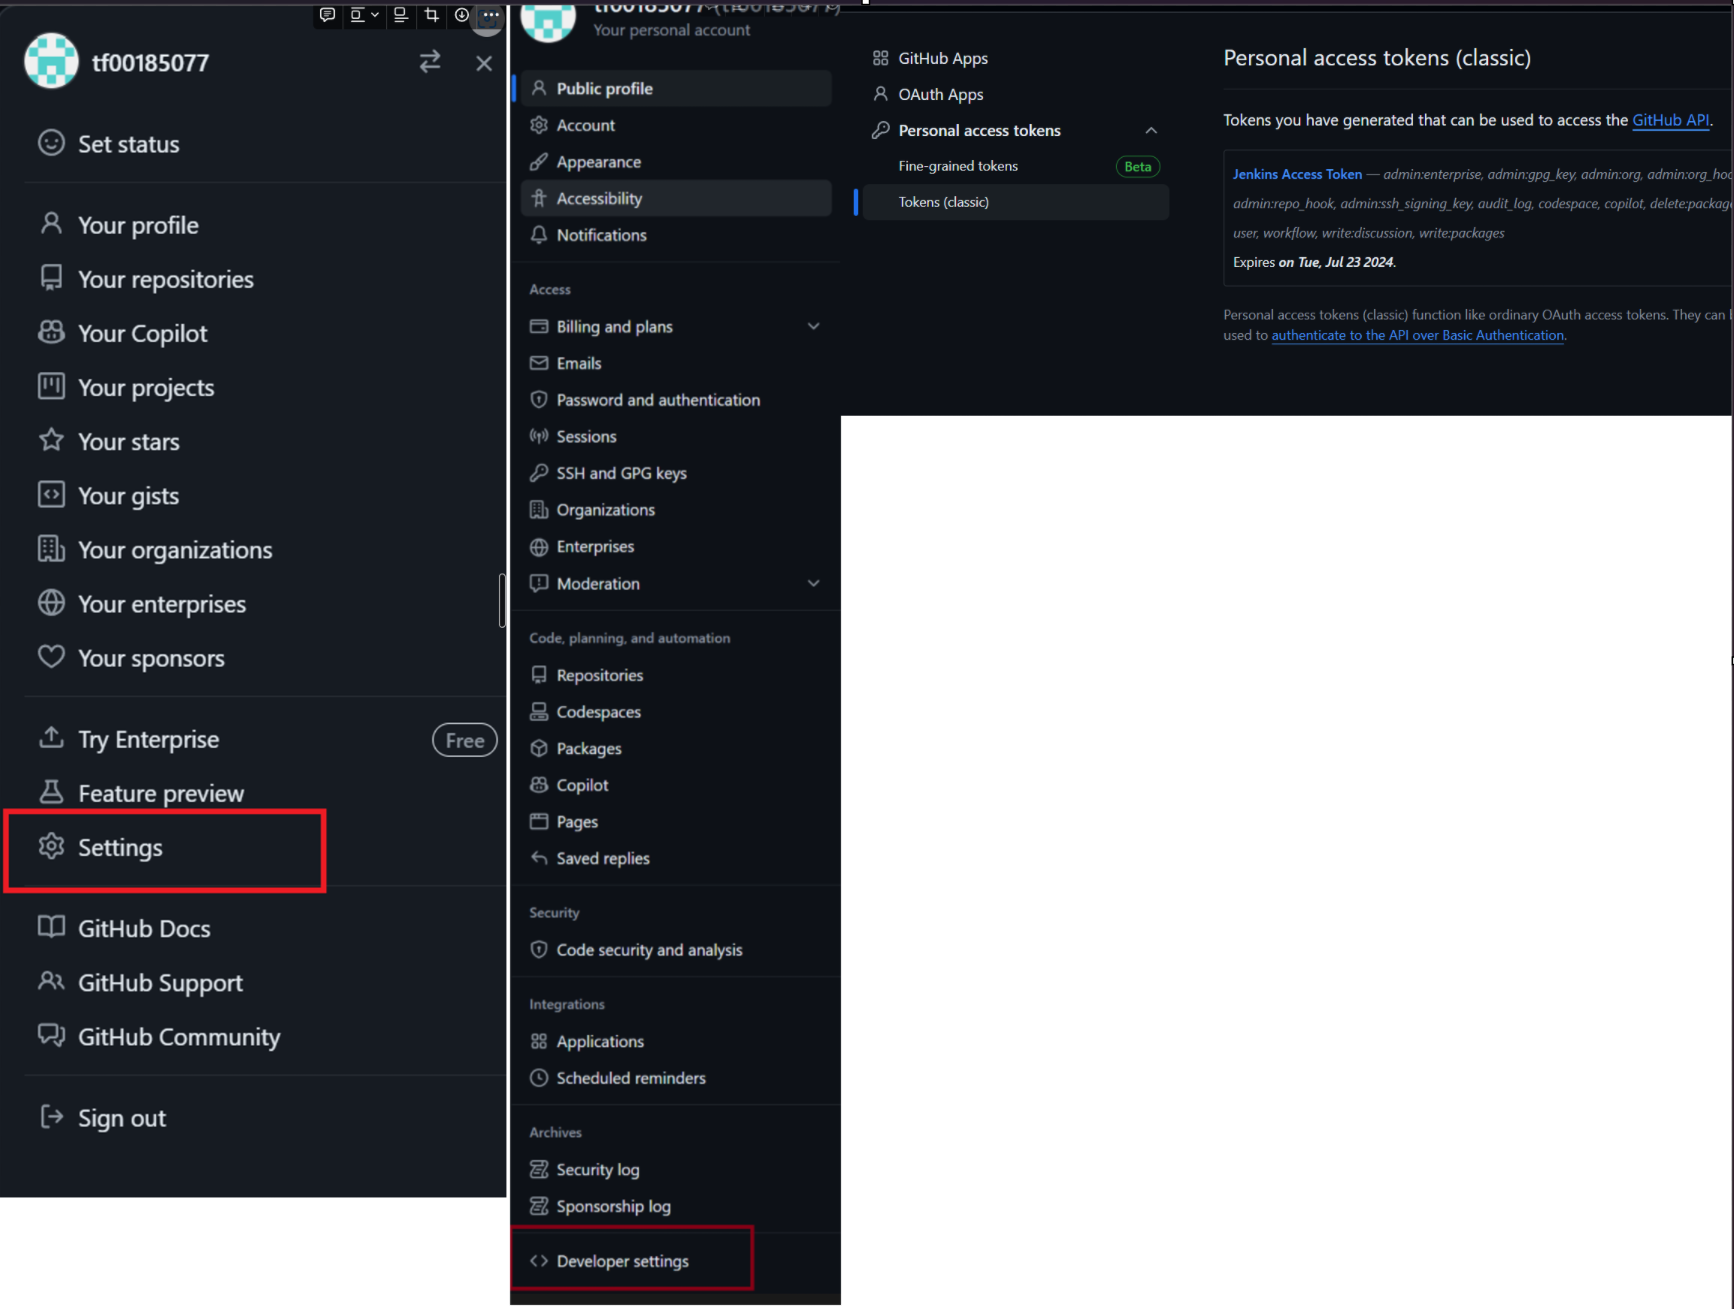 tf00185077
Set status
Your profile
Your repositories
Your Copilot
Your projects
Your stars
Your gists
Your organizations
Your enterprises
Your sponsors
Try Enterprise
Free
Feature preview
Settings
GitHub Docs
GitHub Support
GitHub Community
Sign out
tf00185077
Your personal account
Public profile
Account
Appearance
Accessibility
Notifications
Access
Billing and plans
Emails
Password and authentication
Sessions
SSH and GPG keys
Organizations
Enterprises
Moderation
Code, planning, and automation
Repositories
Codespaces
Packages
Copilot
Pages
Saved replies
Security
Code security and analysis
Integrations
Applications
Scheduled reminders
Archives
Security log
Sponsorship log
Developer settings
GitHub Apps
OAuth Apps
Personal access tokens
Fine-grained tokens
Beta
Tokens (classic)
Personal access tokens (classic)
Tokens you have generated that can be used to access the GitHub API.
Jenkins Access Token — admin:enterprise, admin:gpg_key, admin:org, admin:org_hoo
admin:repo_hook, admin:ssh_signing_key, audit_log, codespace, copilot, delete:package
user, workflow, write:discussion, write:packages
Expires on Tue, Jul 23 2024.
Personal access tokens (classic) function like ordinary OAuth access tokens. They can
used to authenticate to the API over Basic Authentication.